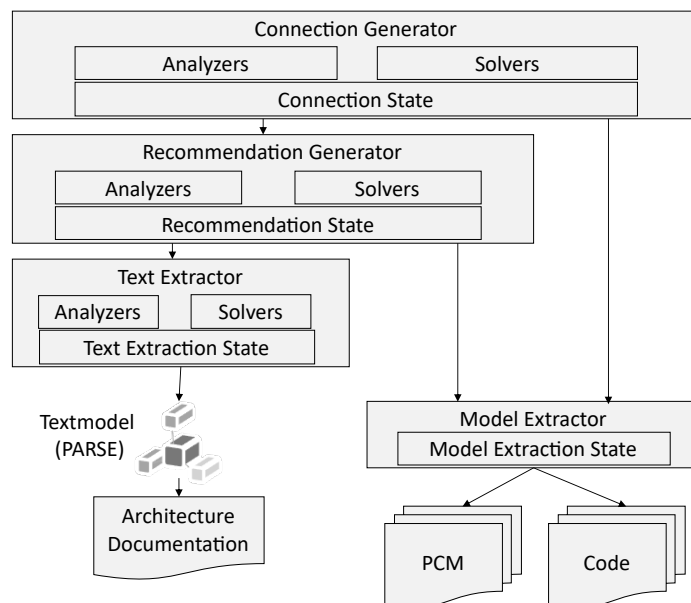 Connection Generator
Analyzers
Solvers
Connection State
Recommendation Generator
Analyzers
Solvers
Recommendation State
Text Extractor
Analyzers
Solvers
Text Extraction State
Textmodel
(PARSE)
Model Extractor
Model Extraction State
Architecture
Documentation
PCM
Code